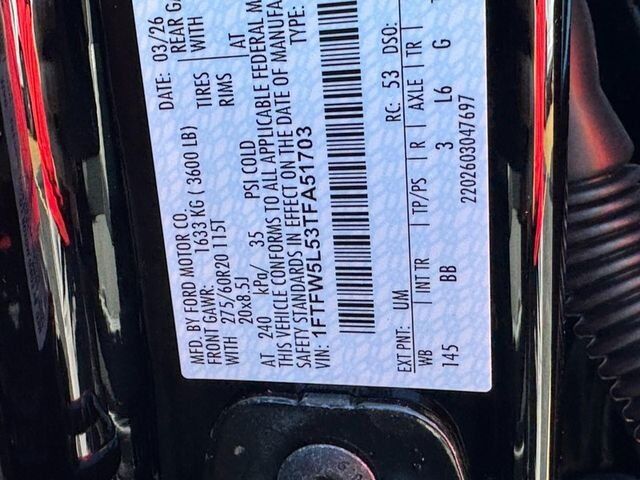 MFD. BY FORD MOTOR CO. DATE: 03/26
FRONT GAWR: 1633 KG ( 3600 LB) REAR GA
WITH 275/60R20 115T TIRES WITH
20x8.5J RIMS
AT 240 kPa/ 35 PSI COLD AT
THIS VEHICLE CONFORMS TO ALL APPLICABLE FEDERAL M
SAFETY STANDARDS IN EFFECT ON THE DATE OF MANUFA
VIN: 1FTFW5L53TFA51703 TYPE:
EXT PNT: UM RC: 53 DSO:
WB INT TR TP/PS R AXLE TR
145 BB 3 L6 G
2202603047697